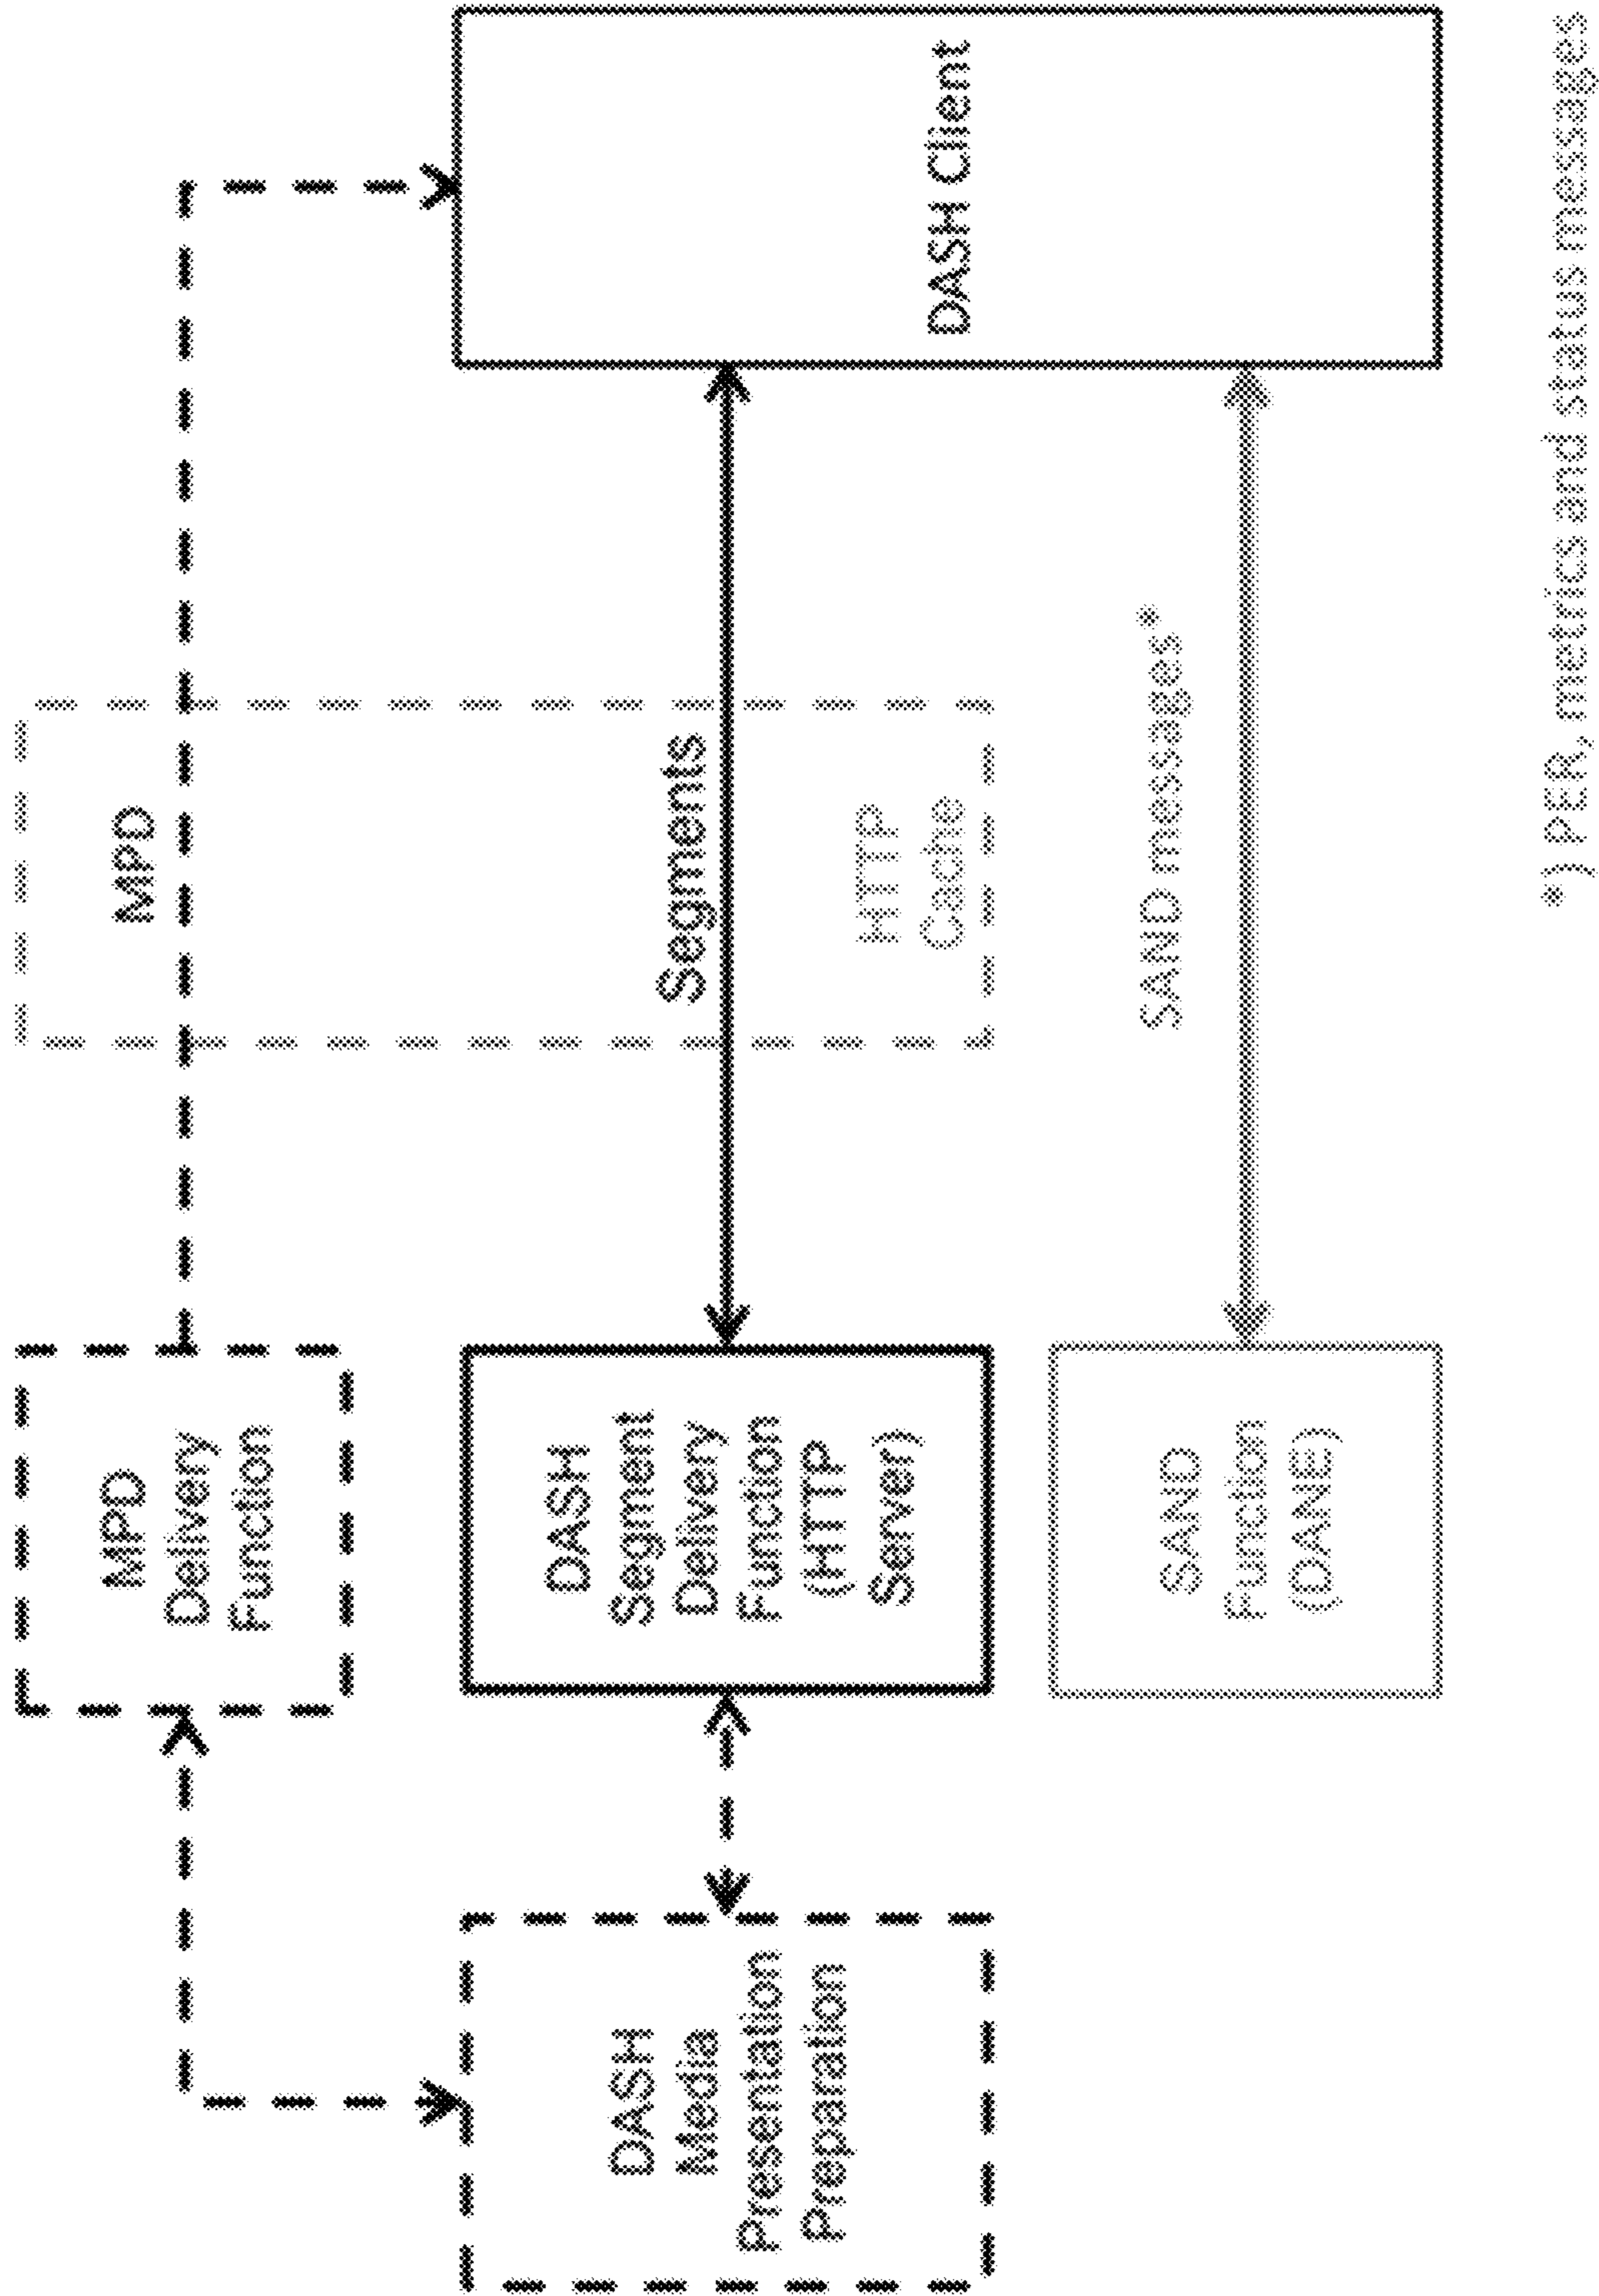 MPD
Delivery
Function
MPD
DASH
Media
Presentation
Preparation
DASH
Segment
Delivery
Function
(HTTP
Server)
Segments
HTTP
Cache
DASH Client
SAND
Function
(DANE)
SAND messages*
*) PER, metrics and status messages